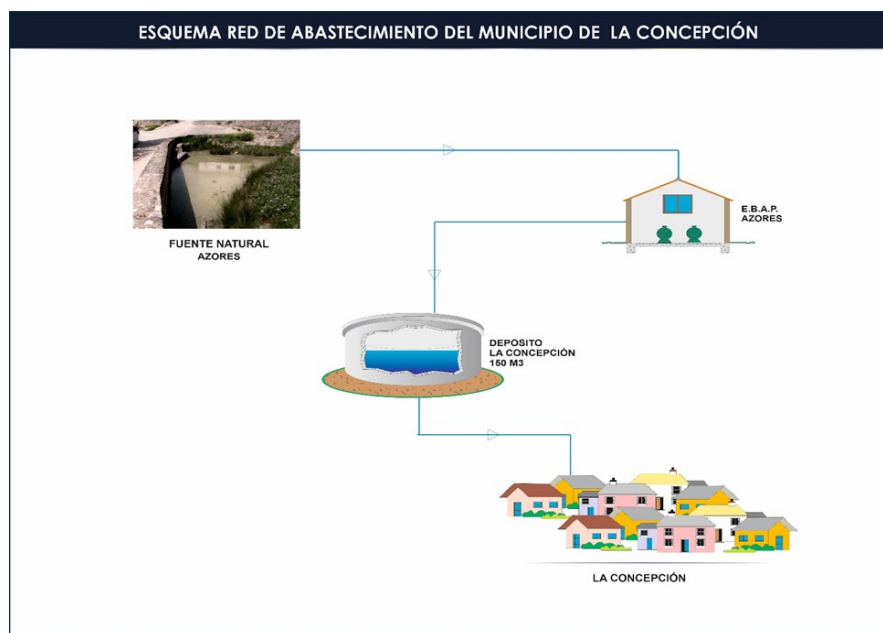 ESQUEMA RED DE ABASTECIMIENTO DEL MUNICIPIO DE LA CONCEPCIÓN
FUENTE NATURAL
AZORES
E.B.A.P.
AZORES
DEPOSITO
LA CONCEPCIÓN
150 M3
LA CONCEPCIÓN